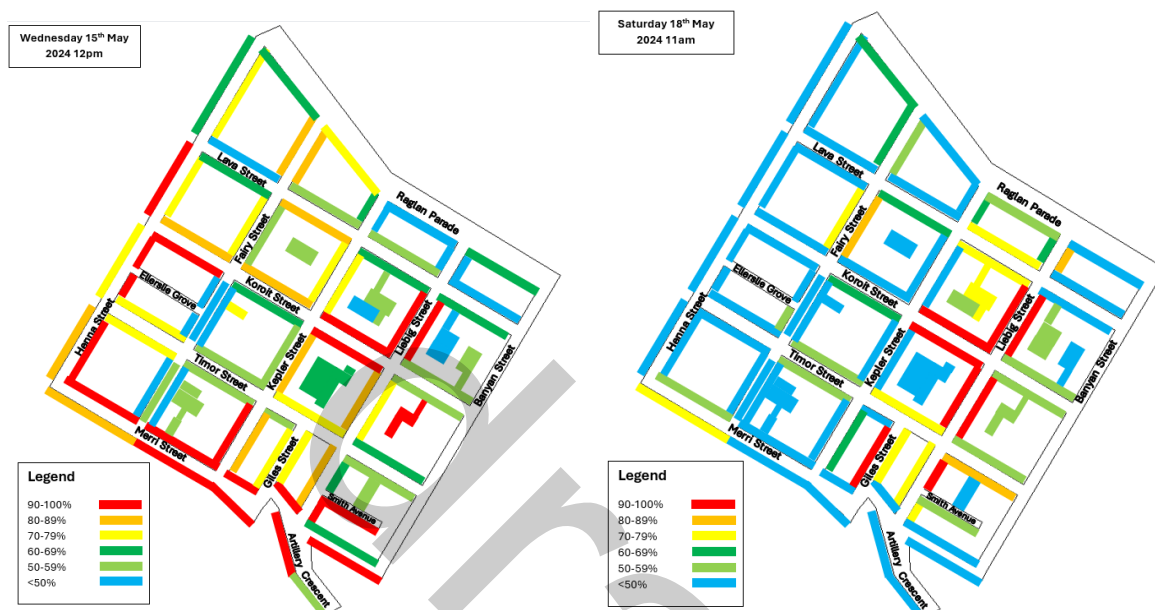 Wednesday 15th May
2024 12pm
Lava Street
Raglan Parade
Fairy Street
Koroit Street
Ellerslie Grove
Henna Street
Liebig Street
Kepler Street
Timor Street
Banyan Street
Merri Street
Giles Street
Smith Avenue
Artillery Crescent
Legend
90-100%
80-89%
70-79%
60-69%
50-59%
<50%
Saturday 18th May
2024 11am
Lava Street
Raglan Parade
Fairy Street
Koroit Street
Ellerslie Grove
Henna Street
Liebig Street
Kepler Street
Timor Street
Banyan Street
Merri Street
Giles Street
Smith Avenue
Artillery Crescent
Legend
90-100%
80-89%
70-79%
60-69%
50-59%
<50%